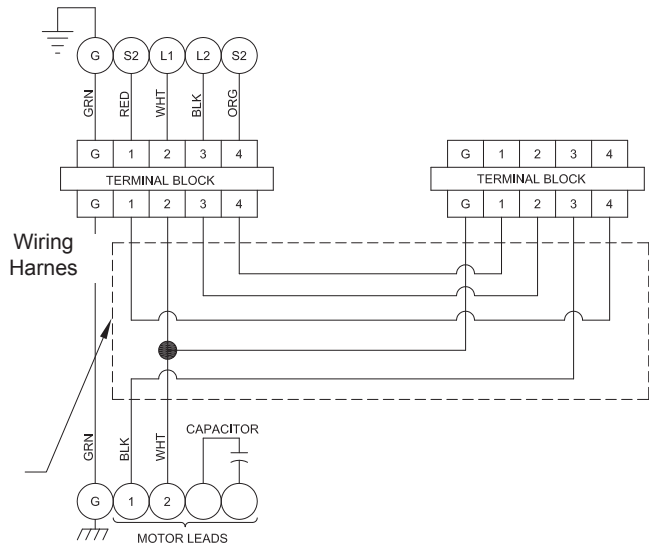 G S2 L1 L2 S2
GRN RED WHT BLK ORG
G 1 2 3 4
TERMINAL BLOCK
G 1 2 3 4
G 1 2 3 4
TERMINAL BLOCK
G 1 2 3 4
Wiring
Harnes
GRN BLK WHT
CAPACITOR
G 1 2
MOTOR LEADS